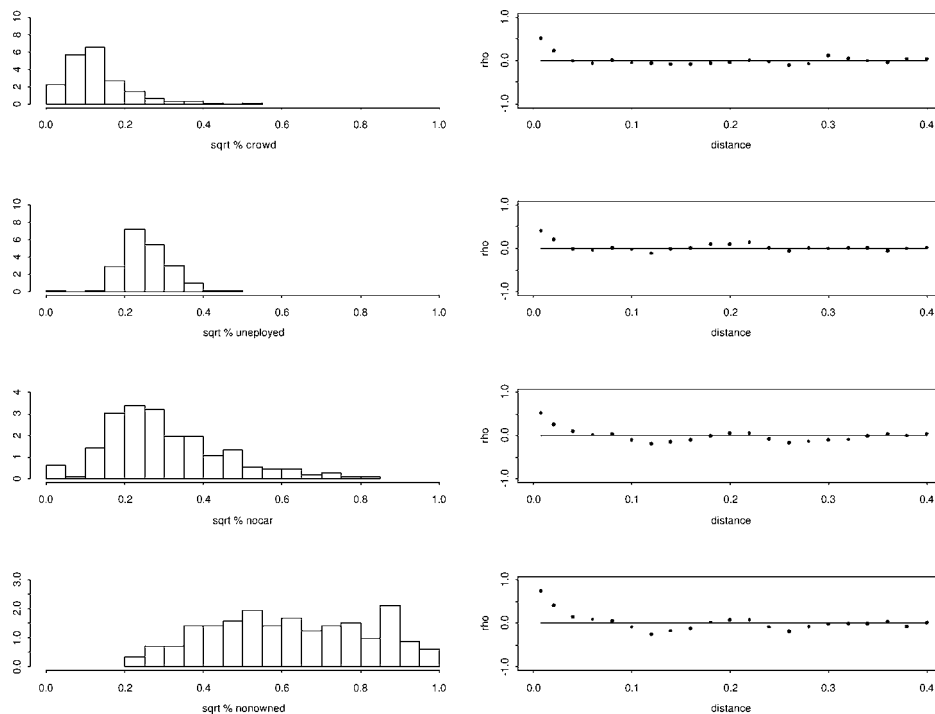 0 2 4 6 8 10
0.0 0.2 0.4 0.6 0.8 1.0
sqrt % crowd
-1.0 0.0 1.0
rho
0.0 0.1 0.2 0.3 0.4
distance
0 2 4 6 8 10
0.0 0.2 0.4 0.6 0.8 1.0
sqrt % uneployed
-1.0 0.0 1.0
rho
0.0 0.1 0.2 0.3 0.4
distance
0 1 2 3 4
0.0 0.2 0.4 0.6 0.8 1.0
sqrt % nocar
-1.0 0.0 1.0
rho
0.0 0.1 0.2 0.3 0.4
distance
0.0 1.0 2.0 3.0
0.0 0.2 0.4 0.6 0.8 1.0
sqrt % nonowned
-1.0 0.0 1.0
rho
0.0 0.1 0.2 0.3 0.4
distance